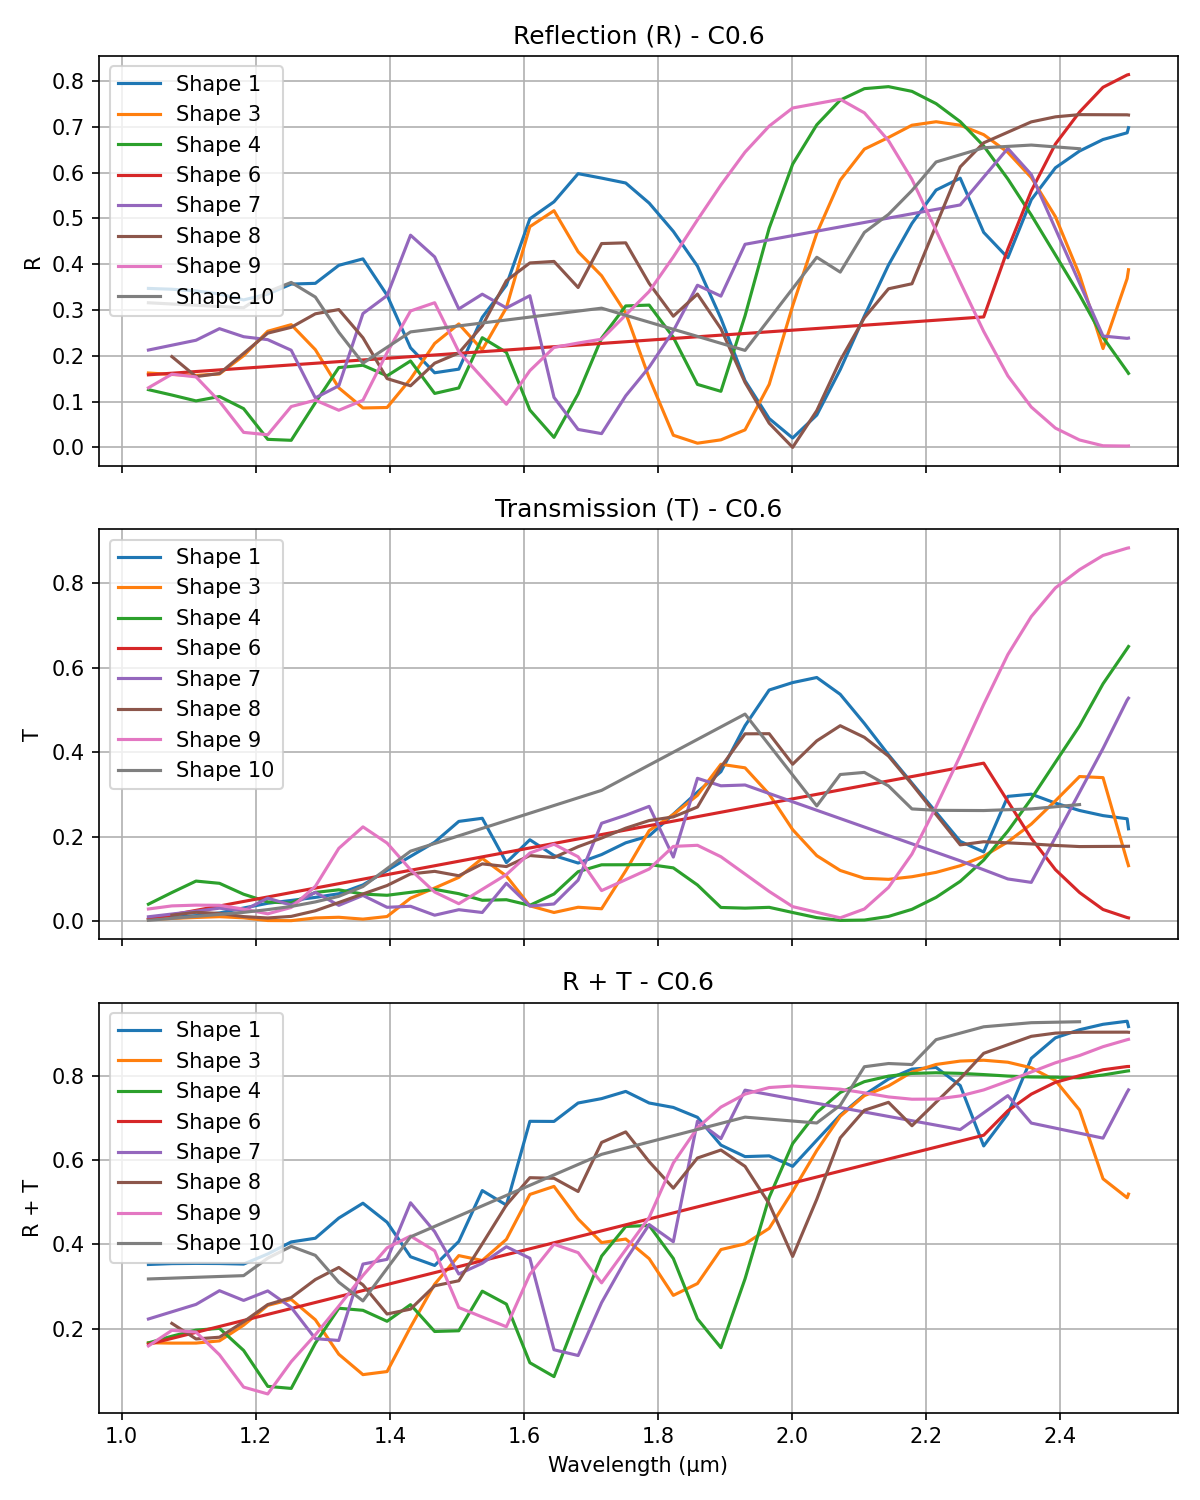 Reflection (R) - C0.6
R
0.8
0.7
0.6
0.5
0.4
0.3
0.2
0.1
0.0
Shape 1
Shape 3
Shape 4
Shape 6
Shape 7
Shape 8
Shape 9
Shape 10
Transmission (T) - C0.6
T
0.8
0.6
0.4
0.2
0.0
Shape 1
Shape 3
Shape 4
Shape 6
Shape 7
Shape 8
Shape 9
Shape 10
R + T - C0.6
R + T
0.8
0.6
0.4
0.2
Shape 1
Shape 3
Shape 4
Shape 6
Shape 7
Shape 8
Shape 9
Shape 10
1.0 1.2 1.4 1.6 1.8 2.0 2.2 2.4
Wavelength (μm)